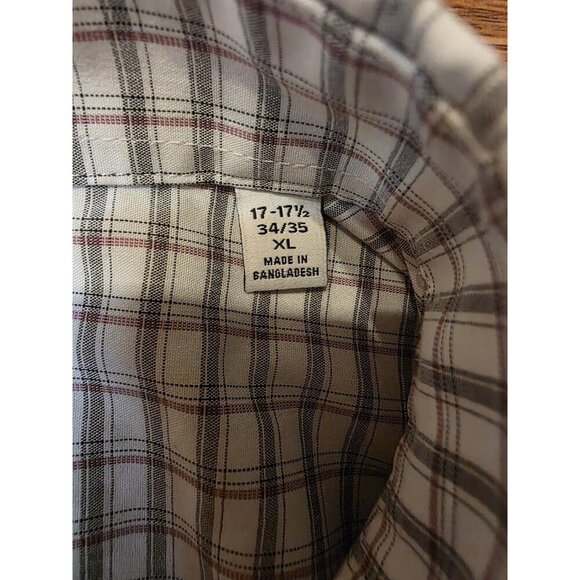 17-17½
34/35
XL
MADE IN
BANGLADESH